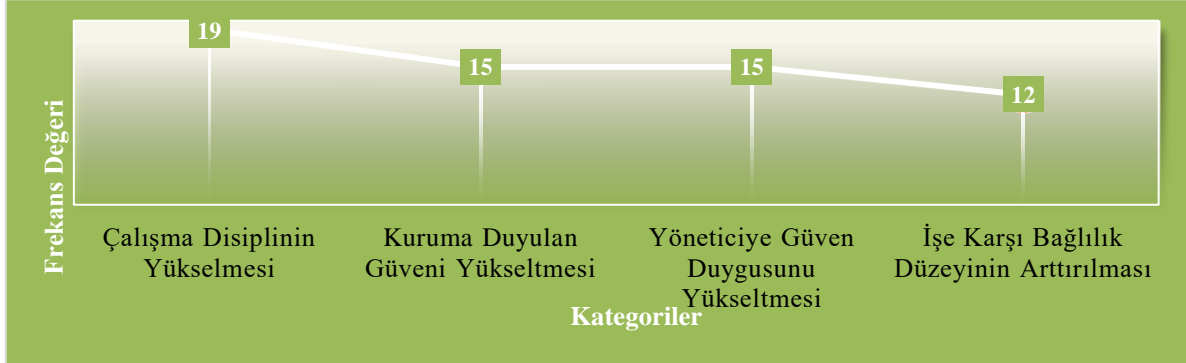 19
15
15
12
Frekans Değeri
Çalışma Disiplinin
Yükselmesi
Kuruma Duyulan
Güveni Yükseltmesi
Yöneticiye Güven
Duygusunu
Yükseltmesi
İşe Karşı Bağlılık
Düzeyinin Arttırılması
Kategoriler